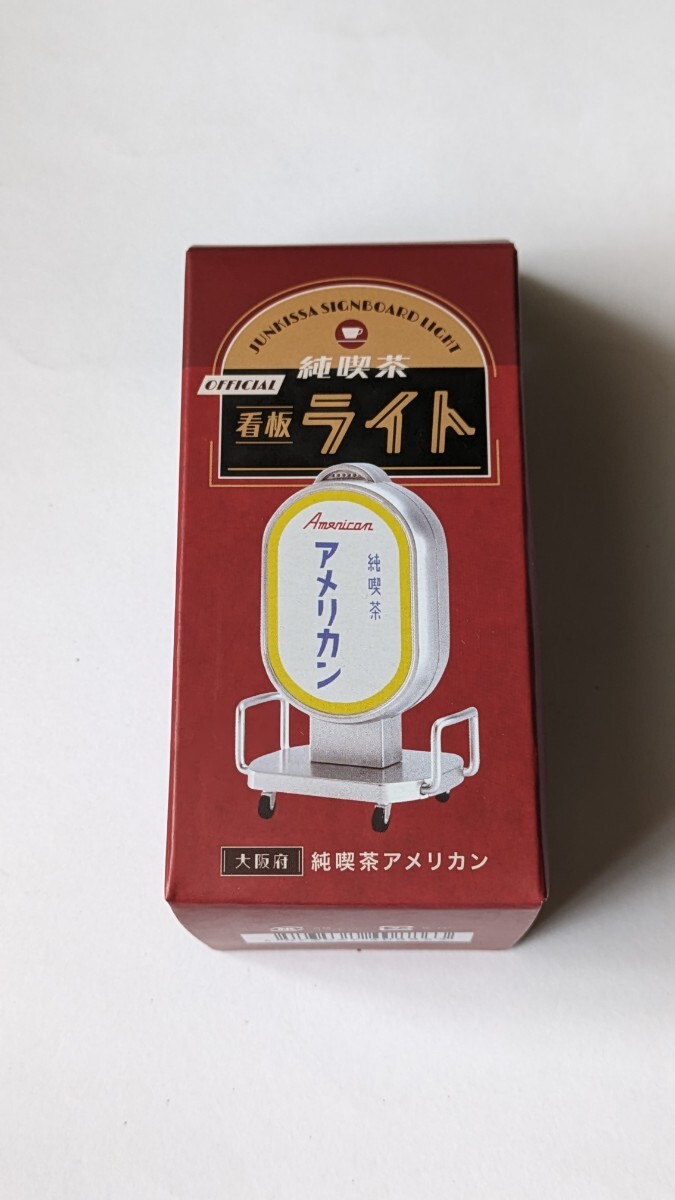 JUNKISSA SIGNBOARD LIGHT
純喫茶
OFFICIAL
看板 ライト
American
純喫茶
アメリカン
大阪府 純喫茶アメリカン